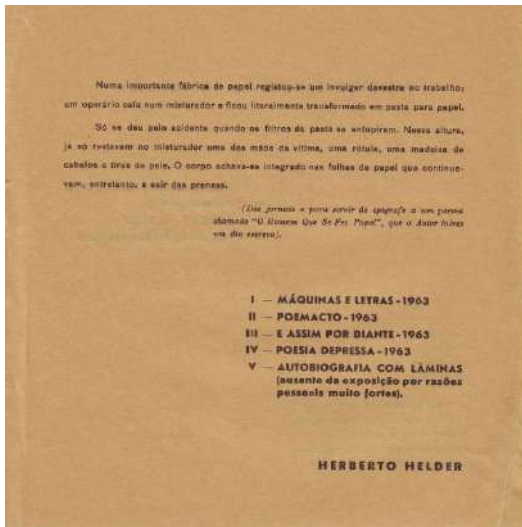 Numa importante fábrica de papel registou-se um invulgar desastre no trabalho:
um operário caiu num misturador e ficou literalmente transformado em pasta para papel.
Só se deu pelo acidente quando os filtros da pasta se entupiram. Nessa altura,
já só restavam no misturador uma das mãos da vítima, uma rótula, uma madeixa de
cabelos e tiras de pele. O corpo achava-se integrado nas folhas de papel que continua-
vam, entretanto, a sair das prensas.
(Dos jornais e para servir de epígrafe a um poema
chamado "O Homem Que Se Fez Papel", que o Autor talvez
um dia escreva).
I — MÁQUINAS E LETRAS - 1963
II — POEMACTO - 1963
III — E ASSIM POR DIANTE - 1963
IV — POESIA DEPRESSA - 1963
V — AUTOBIOGRAFIA COM LÂMINAS
(ausente da exposição por razões
pessoais muito fortes).
HERBERTO HELDER